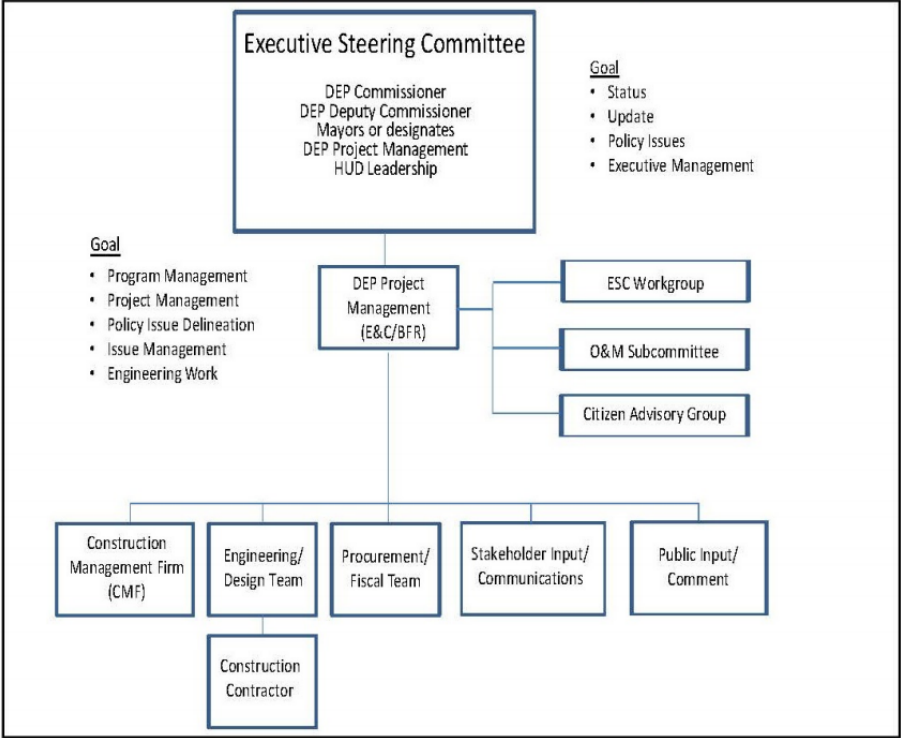 Executive Steering Committee
DEP Commissioner
DEP Deputy Commissioner
Mayors or designates
DEP Project Management
HUD Leadership
Goal
• Status
• Update
• Policy Issues
• Executive Management
Goal
• Program Management
• Project Management
• Policy Issue Delineation
• Issue Management
• Engineering Work
DEP Project
Management
(E&C/BFR)
ESC Workgroup
O&M Subcommittee
Citizen Advisory Group
Construction
Management Firm
(CMF)
Engineering/
Design Team
Procurement/
Fiscal Team
Stakeholder Input/
Communications
Public Input/
Comment
Construction
Contractor